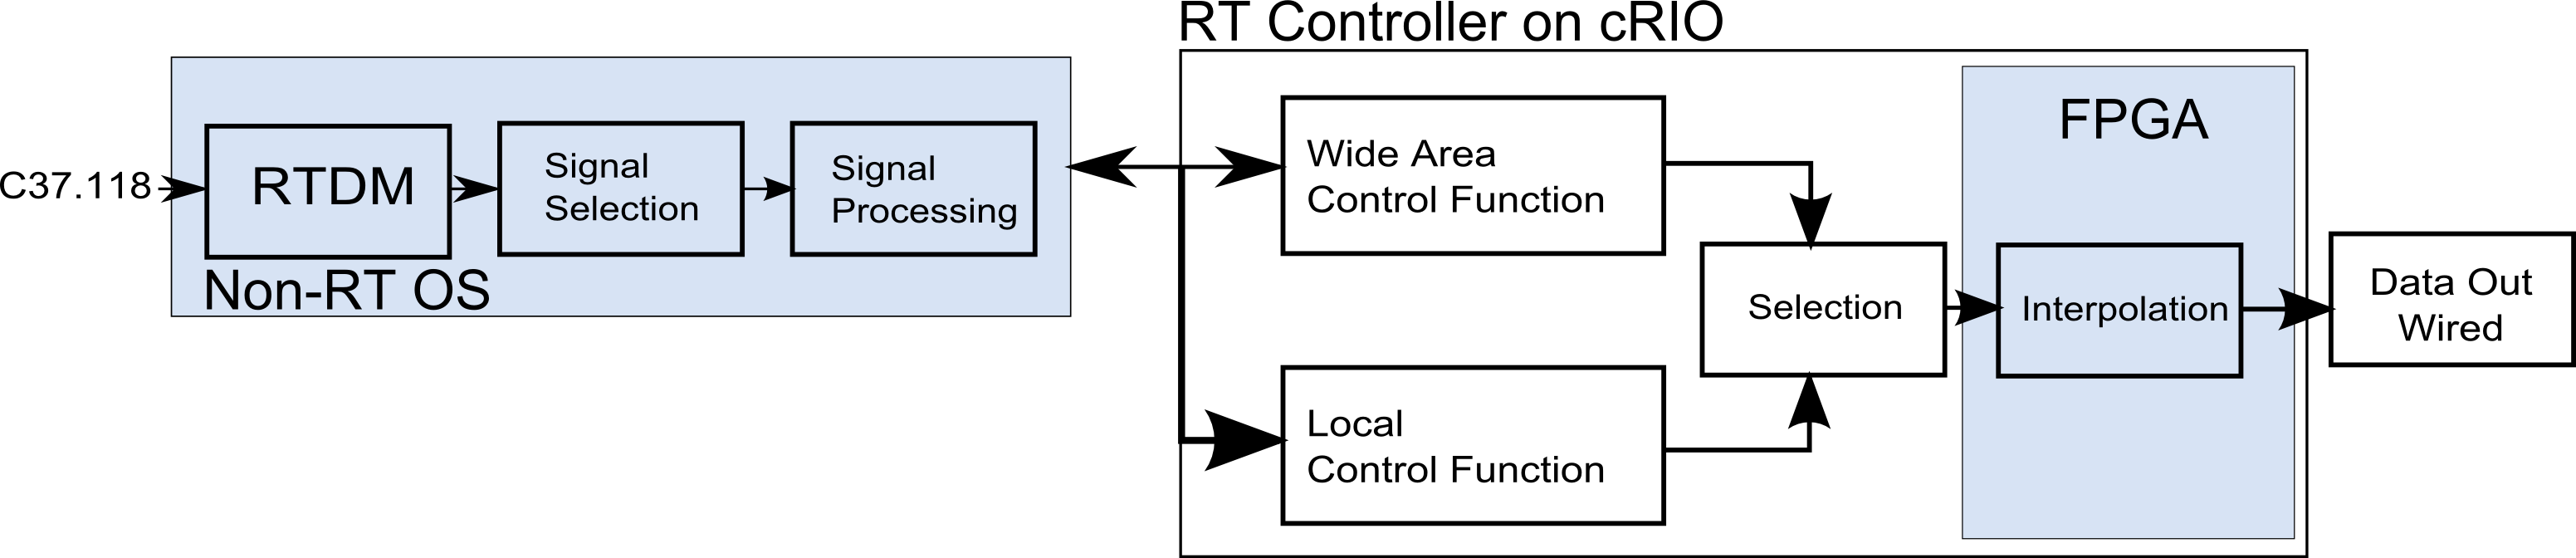 RT Controller on cRIO
C37.118
RTDM
Signal
Selection
Signal
Processing
Non-RT OS
Wide Area
Control Function
Local
Control Function
Selection
FPGA
Interpolation
Data Out
Wired